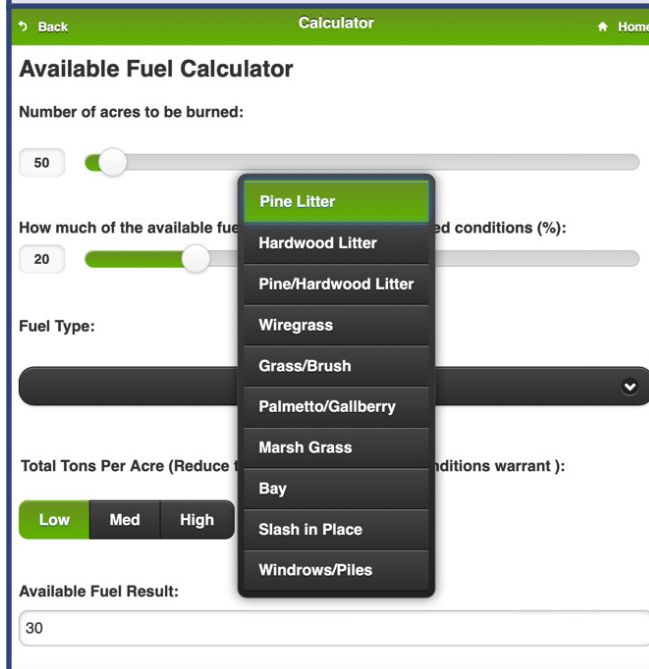 Back
Calculator
Home
Available Fuel Calculator
Number of acres to be burned:
50
How much of the available fue
ed conditions (%):
20
Fuel Type:
Pine Litter
Hardwood Litter
Pine/Hardwood Litter
Wiregrass
Grass/Brush
Palmetto/Gallberry
Marsh Grass
Bay
Slash in Place
Windrows/Piles
Total Tons Per Acre (Reduce
nditions warrant ):
Low Med High
Available Fuel Result:
30